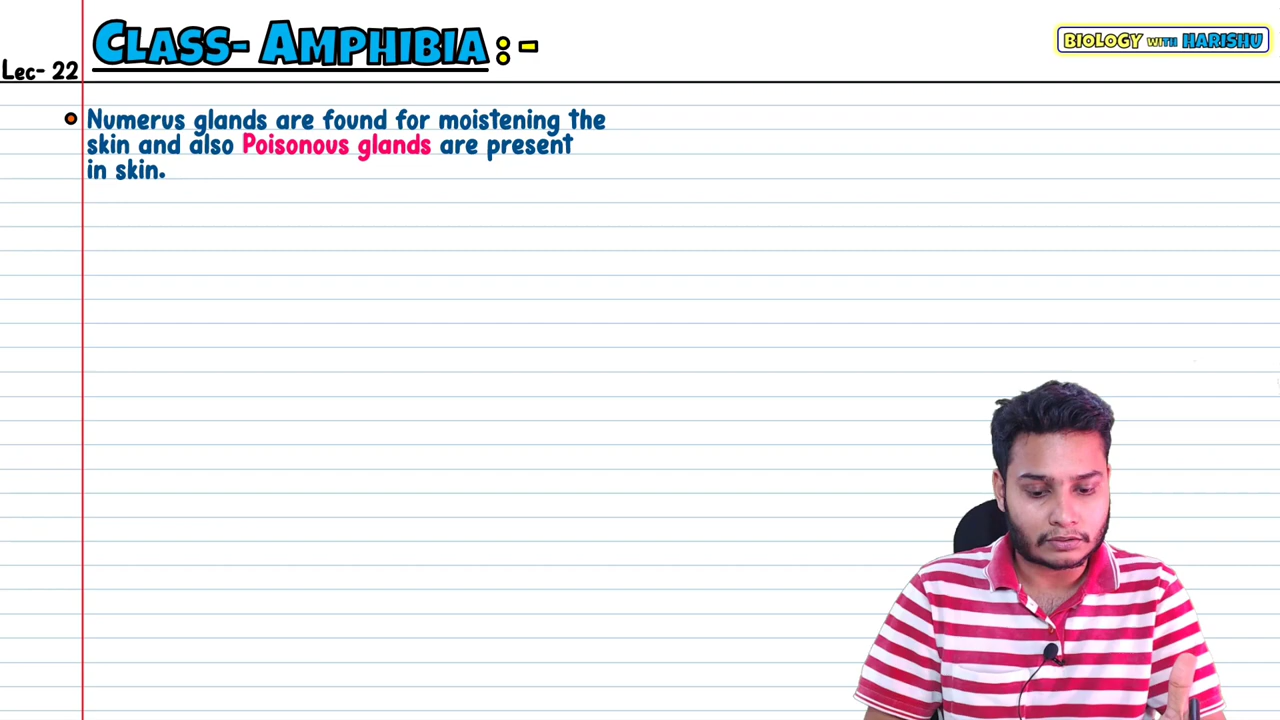 CLASS- AMPHIBIA :-
BIOLOGY WITH HARISHU
Lec- 22
Numerus glands are found for moistening the
skin and also Poisonous glands are present
in skin.